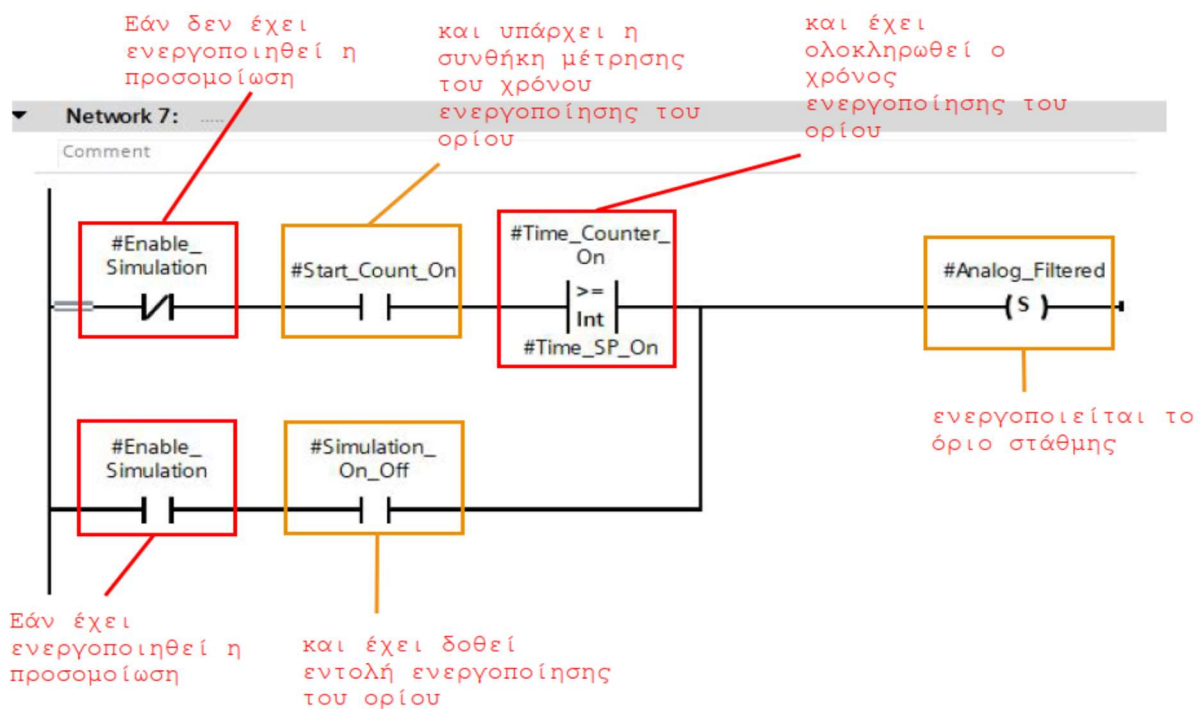 Εάν δεν έχει
ενεργοποιηθεί η
προσομοίωση
και υπάρχει η
συνθήκη μέτρησης
του χρόνου
ενεργοποίησης του
ορίου
και έχει
ολοκληρωθεί ο
χρόνος
ενεργοποίησης του
ορίου
Network 7: .....
Comment
#Enable_
Simulation
#Start_Count_On
#Time_Counter_
On
>=
Int
#Time_SP_On
#Analog_Filtered
( S )
ενεργοποιείται το
όριο στάθμης
#Enable_
Simulation
#Simulation_
On_Off
Εάν έχει
ενεργοποιηθεί η
προσομοίωση
και έχει δοθεί
εντολή ενεργοποίησης
του ορίου